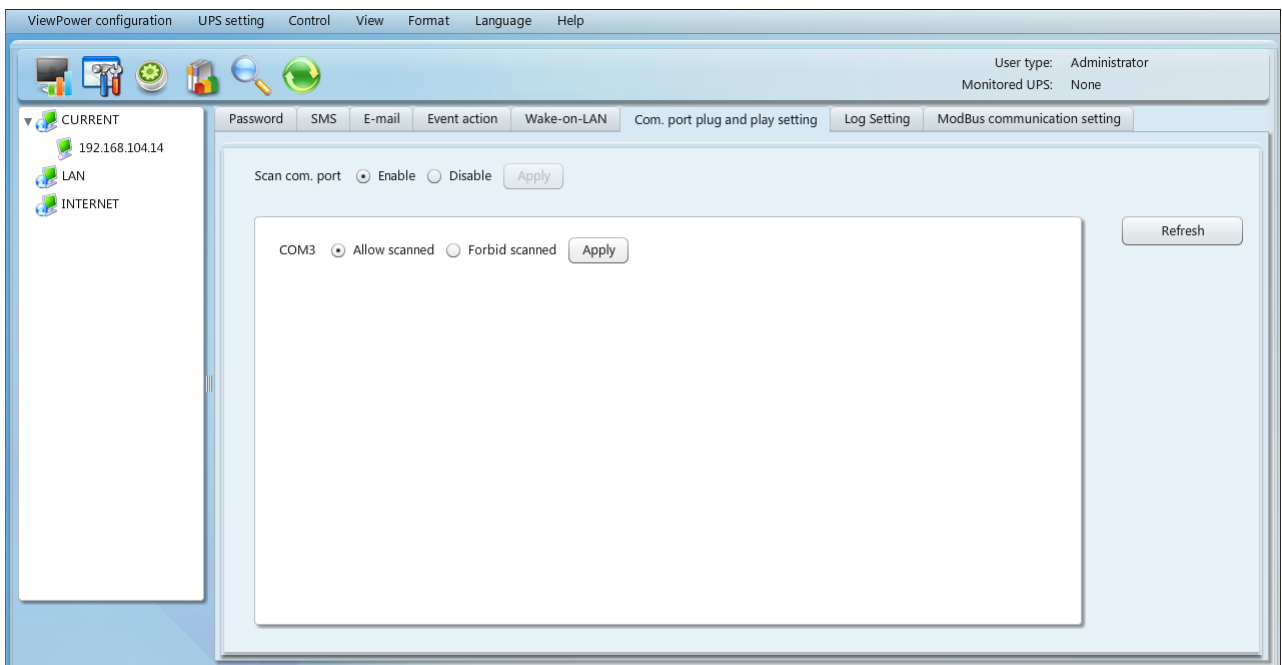 ViewPower configuration UPS setting Control View Format Language Help
User type: Administrator
Monitored UPS: None
CURRENT
192.168.104.14
LAN
INTERNET
Password SMS E-mail Event action Wake-on-LAN Com. port plug and play setting Log Setting ModBus communication setting
Scan com. port Enable Disable Apply
COM3 Allow scanned Forbid scanned Apply
Refresh